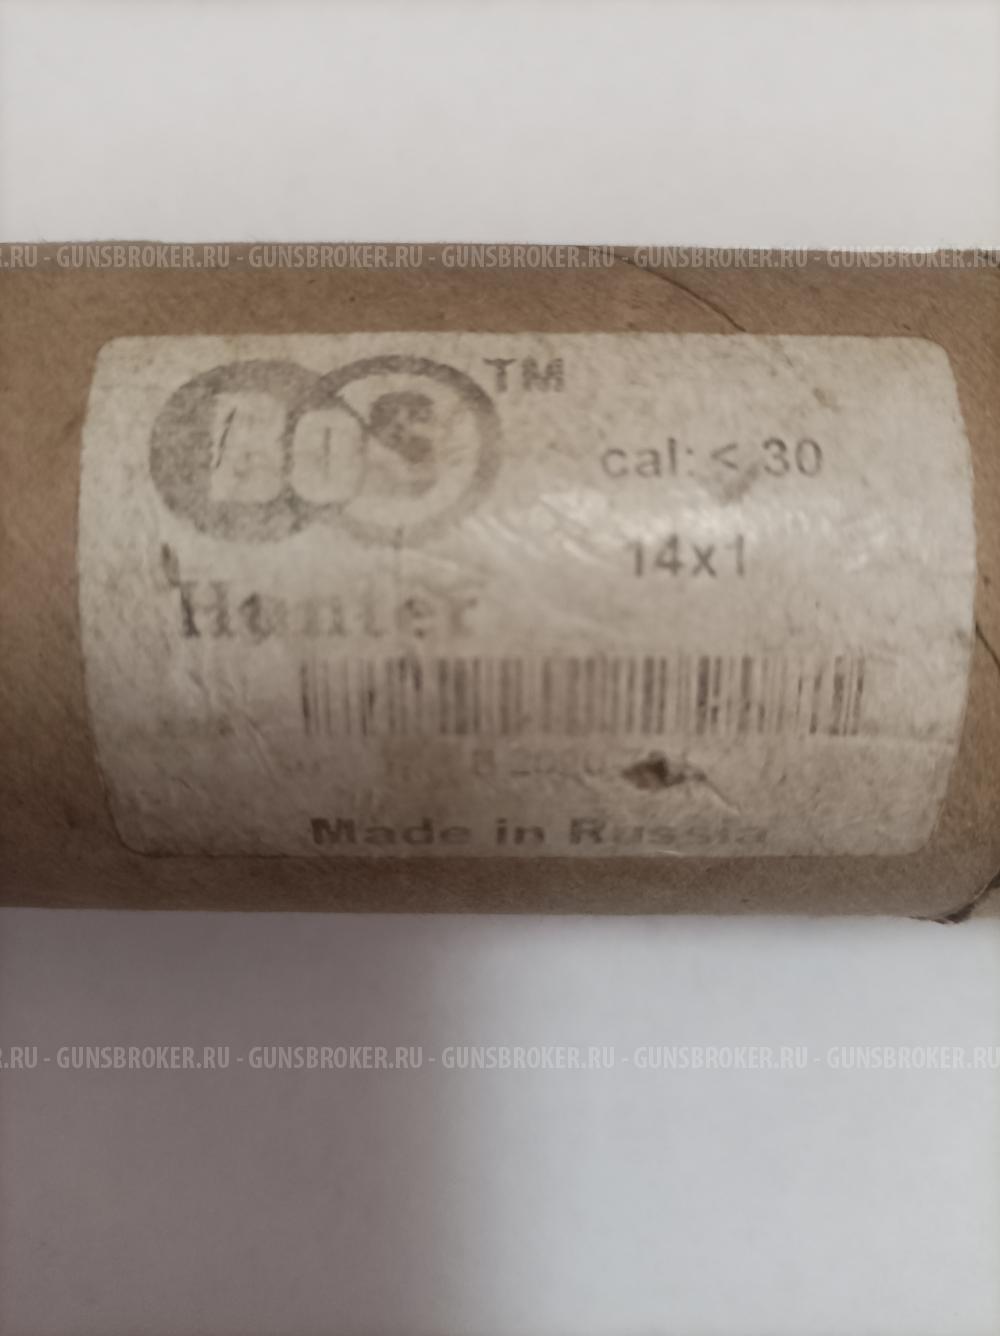 GUNSBROKER.RU - GUNSBROKER.RU - GUNSBROKER.RU - GUNSBROKER.RU - GUNSBROKER
TM
cal: < 30
14x1
Hunter
Made in Russia
.RU - GUNSBROKER.RU - GUNSBROKER.RU - GUNSBROKER.RU - GUNSBROKER.RU - GUNSBROKER